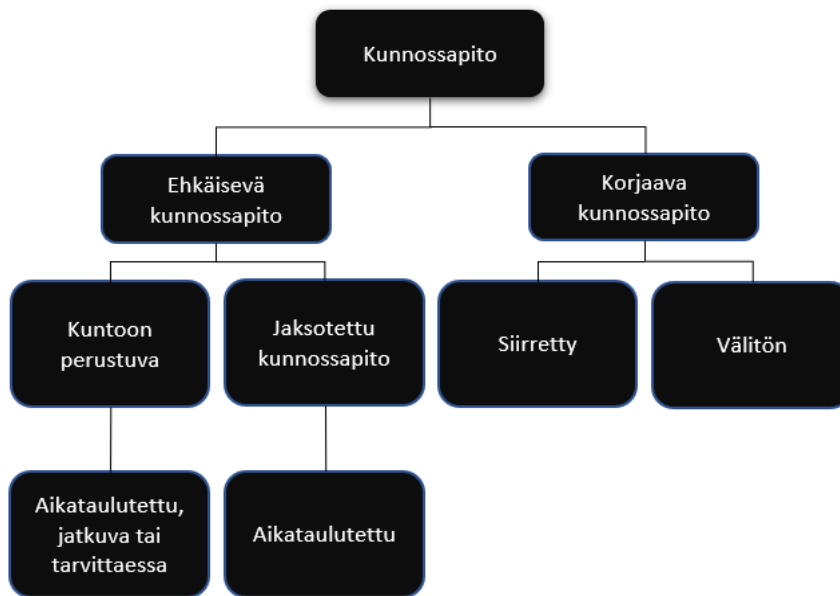 Kunnossapito
Ehkäisevä
kunnossapito
Korjaava
kunnossapito
Kuntoon
perustuva
Jaksotettu
kunnossapito
Siirretty
Välitön
Aikataulutettu,
jatkuva tai
tarvittaessa
Aikataulutettu